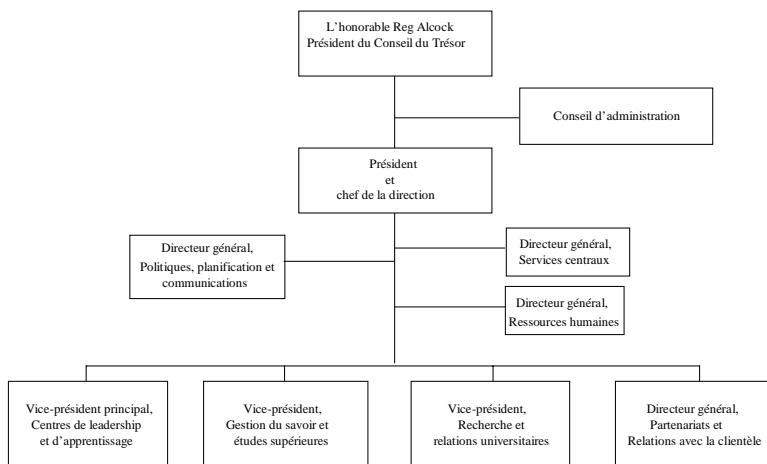 L'honorable Reg Alcock
Président du Conseil du Trésor
Conseil d'administration
Président
et
chef de la direction
Directeur général,
Politiques, planification et
communications
Directeur général,
Services centraux
Directeur général,
Ressources humaines
Vice-président principal,
Centres de leadership
et d'apprentissage
Vice-président,
Gestion du savoir et
études supérieures
Vice-président,
Recherche et
relations universitaires
Directeur général,
Partenariats et
Relations avec la clientèle